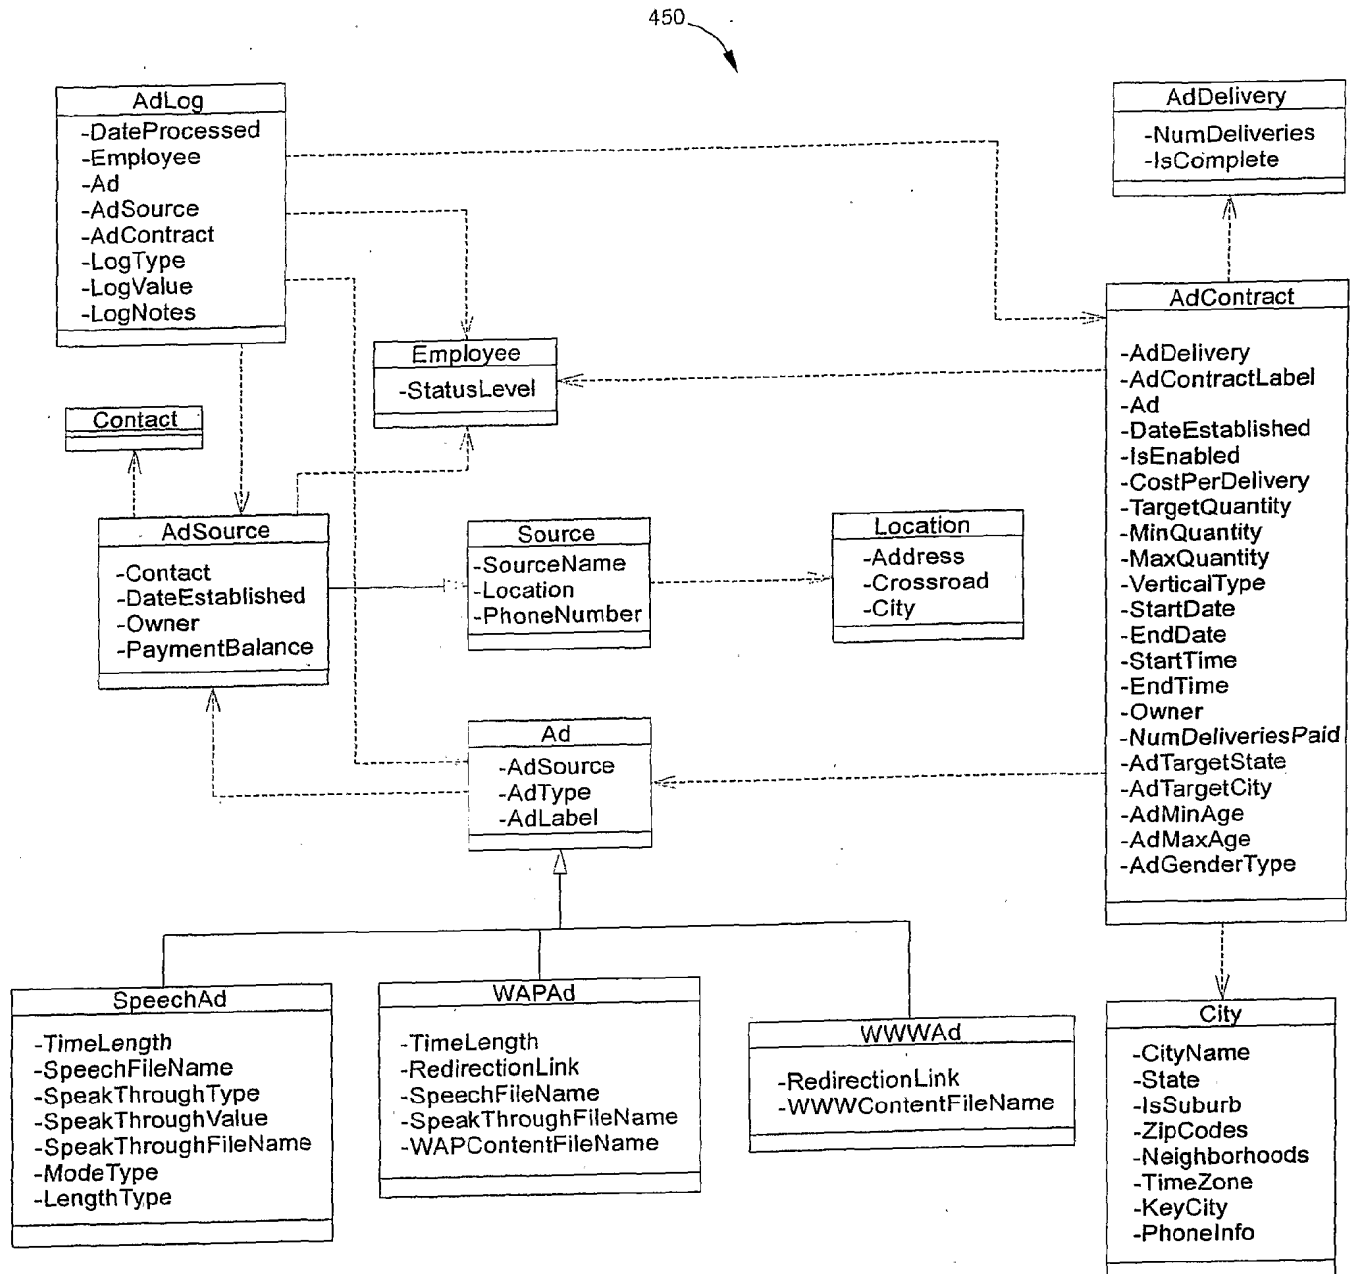 450
AdLog
-DateProcessed
-Employee
-Ad
-AdSource
-AdContract
-LogType
-LogValue
-LogNotes
AdDelivery
-NumDeliveries
-IsComplete
AdContract
-AdDelivery
-AdContractLabel
-Ad
-DateEstablished
-IsEnabled
-CostPerDelivery
-TargetQuantity
-MinQuantity
-MaxQuantity
-VerticalType
-StartDate
-EndDate
-StartTime
-EndTime
-Owner
-NumDeliveriesPaid
-AdTargetState
-AdTargetCity
-AdMinAge
-AdMaxAge
-AdGenderType
Employee
-StatusLevel
Contact
AdSource
-Contact
-DateEstablished
-Owner
-PaymentBalance
Source
-SourceName
-Location
-PhoneNumber
Location
-Address
-Crossroad
-City
Ad
-AdSource
-AdType
-AdLabel
SpeechAd
-TimeLength
-SpeechFileName
-SpeakThroughType
-SpeakThroughValue
-SpeakThroughFileName
-ModeType
-LengthType
WAPAd
-TimeLength
-RedirectionLink
-SpeechFileName
-SpeakThroughFileName
-WAPContentFileName
WWWAd
-RedirectionLink
-WWWContentFileName
City
-CityName
-State
-IsSuburb
-ZipCodes
-Neighborhoods
-TimeZone
-KeyCity
-PhoneInfo